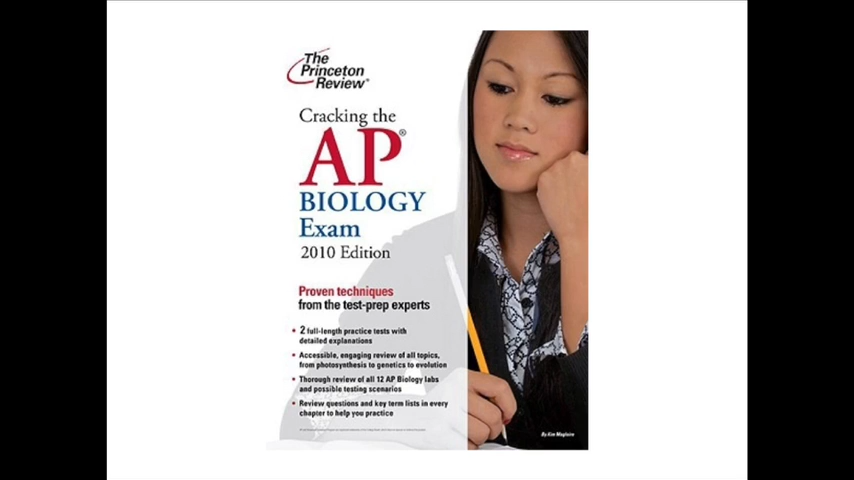 The
Princeton
Review®
Cracking the
AP®
BIOLOGY
Exam
2010 Edition
Proven techniques
from the test-prep experts
• 2 full-length practice tests with
detailed explanations
• Accessible, engaging review of all topics,
from photosynthesis to genetics to evolution
• Thorough review of all 12 AP Biology labs
and possible testing scenarios
• Review questions and key term lists in every
chapter to help you practice
By Kim Magloire